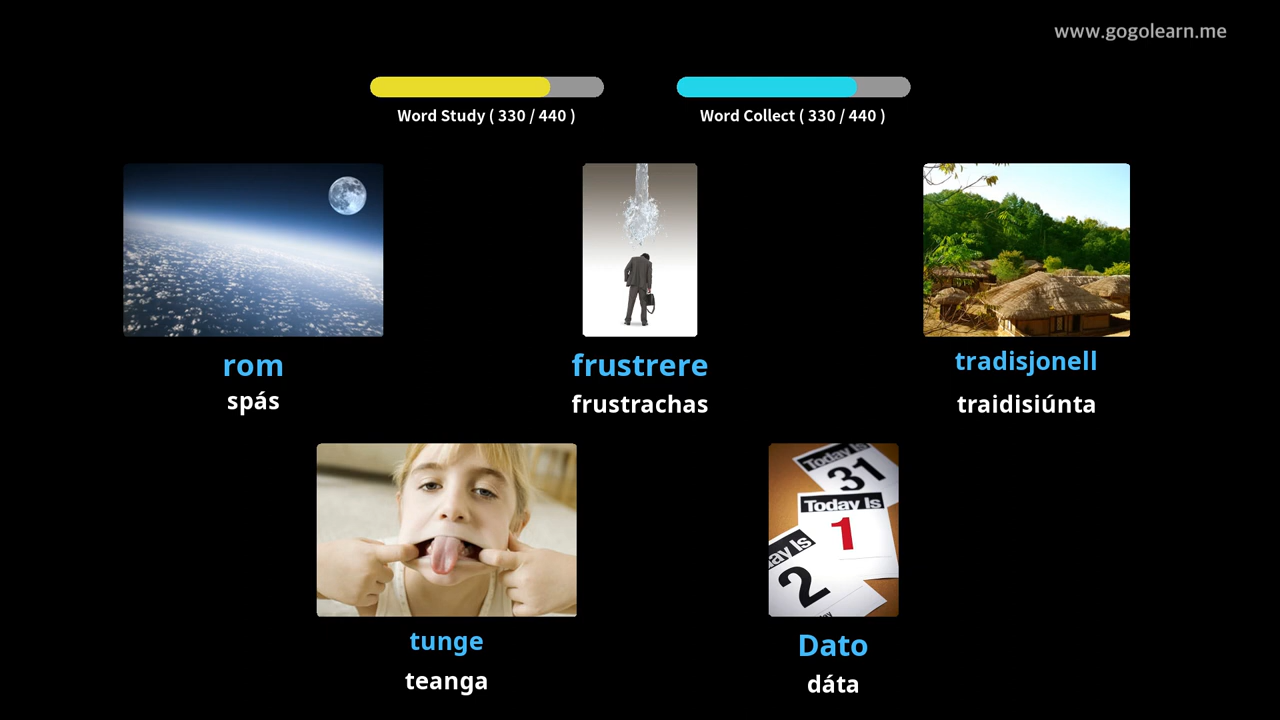 www.gogolearn.me
Word Study ( 330 / 440 )
Word Collect ( 330 / 440 )
rom
spás
frustrere
frustrachas
tradisjonell
traidisiúnta
Today Is
31
Today Is
1
ay Is
2
tunge
teanga
Dato
dáta